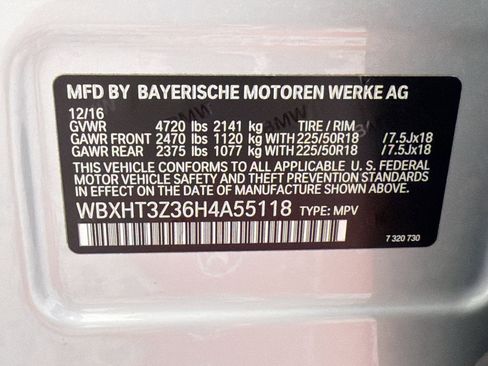 MFD BY BAYERISCHE MOTOREN WERKE AG
12/16
GVWR 4720 lbs 2141 kg TIRE / RIM
GAWR FRONT 2470 lbs 1120 kg WITH 225/50R18 /7.5Jx18
GAWR REAR 2375 lbs 1077 kg WITH 225/50R18 /7.5Jx18
THIS VEHICLE CONFORMS TO ALL APPLICABLE U. S. FEDERAL
MOTOR VEHICLE SAFETY AND THEFT PREVENTION STANDARDS
IN EFFECT ON THE DATE OF MANUFACTURE SHOWN ABOVE.
WBXHT3Z36H4A55118 TYPE: MPV
7 320 730